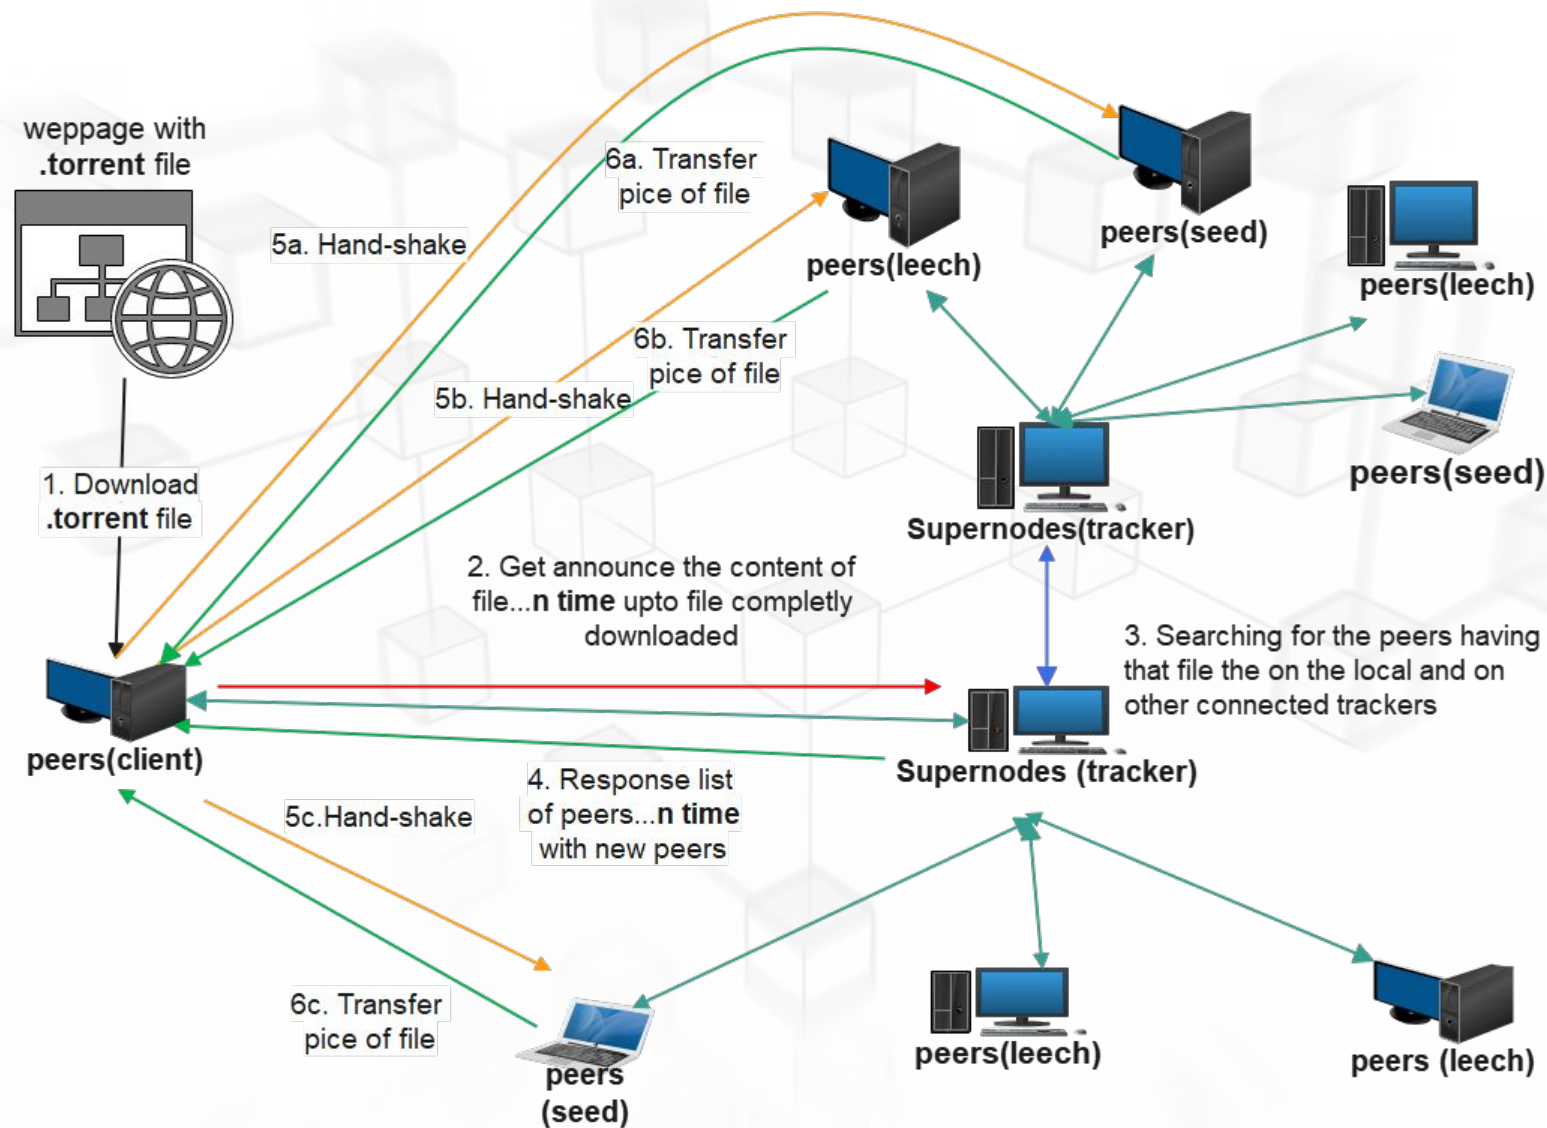 weppage with
.torrent file
5a. Hand-shake
6a. Transfer
pice of file
peers(leech)
peers(seed)
peers(leech)
6b. Transfer
pice of file
5b. Hand-shake
peers(seed)
1. Download
.torrent file
Supernodes(tracker)
2. Get announce the content of
file...n time upto file completly
downloaded
3. Searching for the peers having
that file the on the local and on
other connected trackers
peers(client)
Supernodes (tracker)
4. Response list
of peers...n time
with new peers
5c.Hand-shake
6c. Transfer
pice of file
peers
(seed)
peers(leech)
peers (leech)